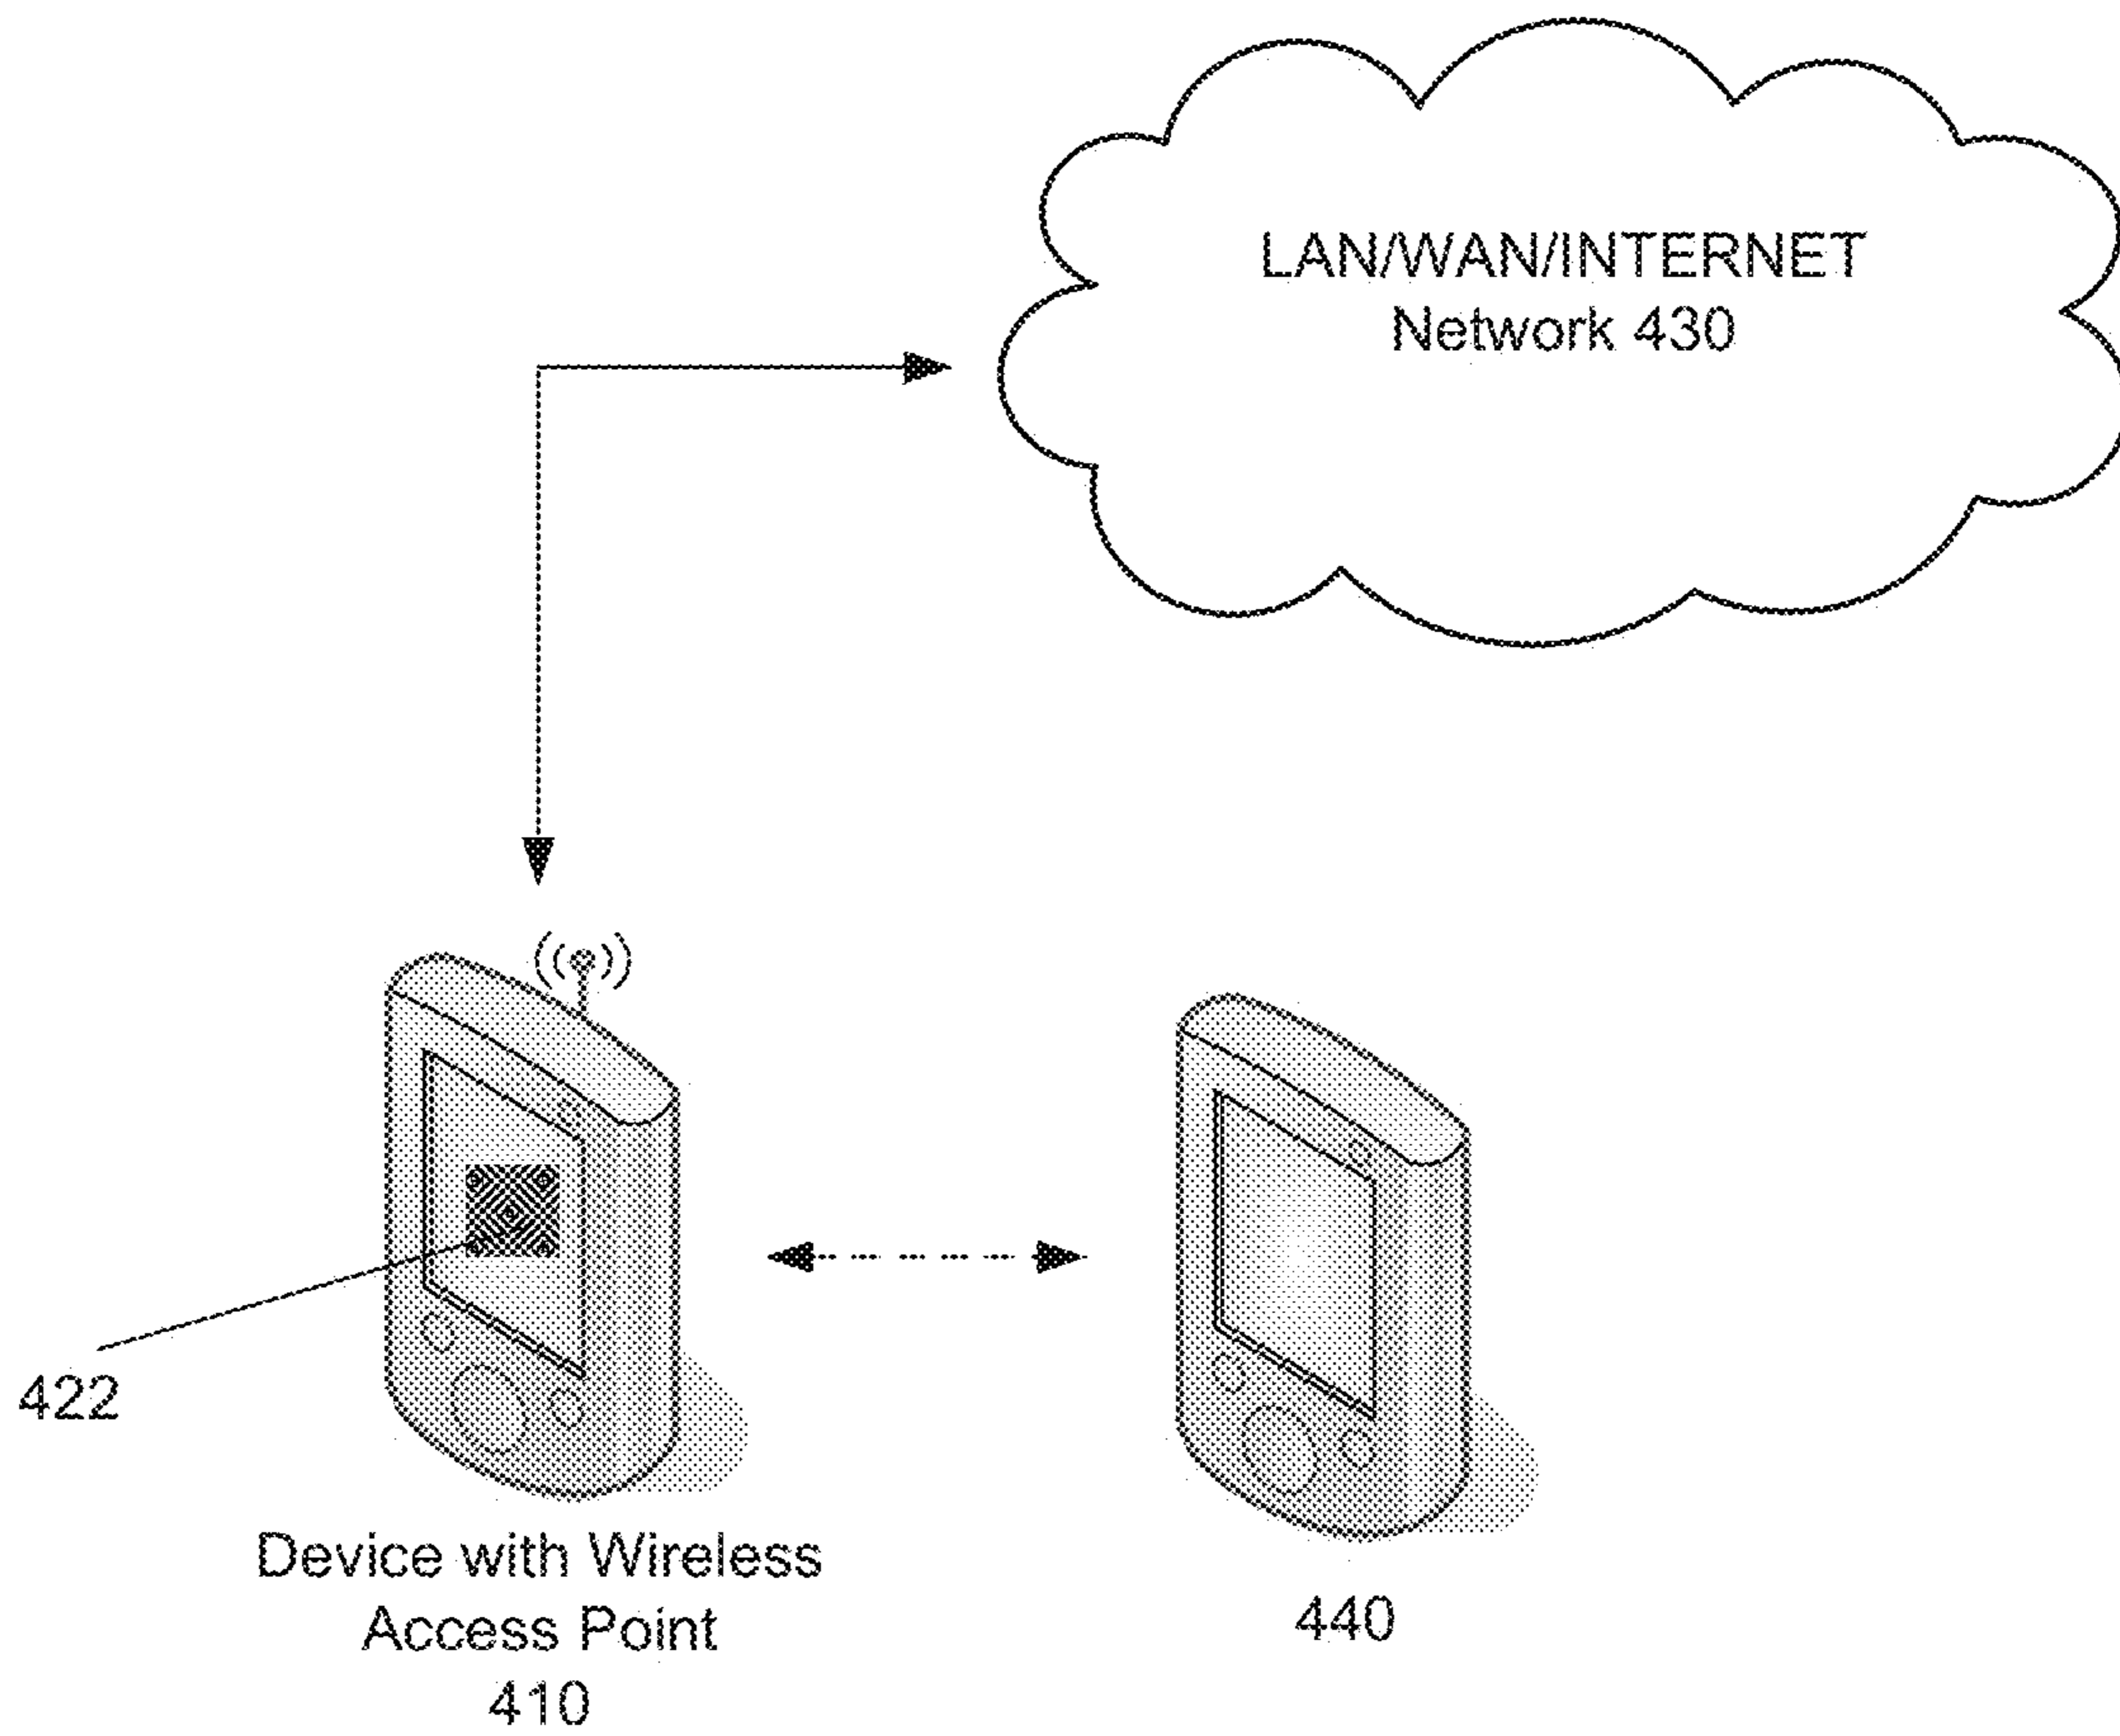 LAN/WAN/INTERNET
Network 430
422
Device with Wireless
Access Point
410
440